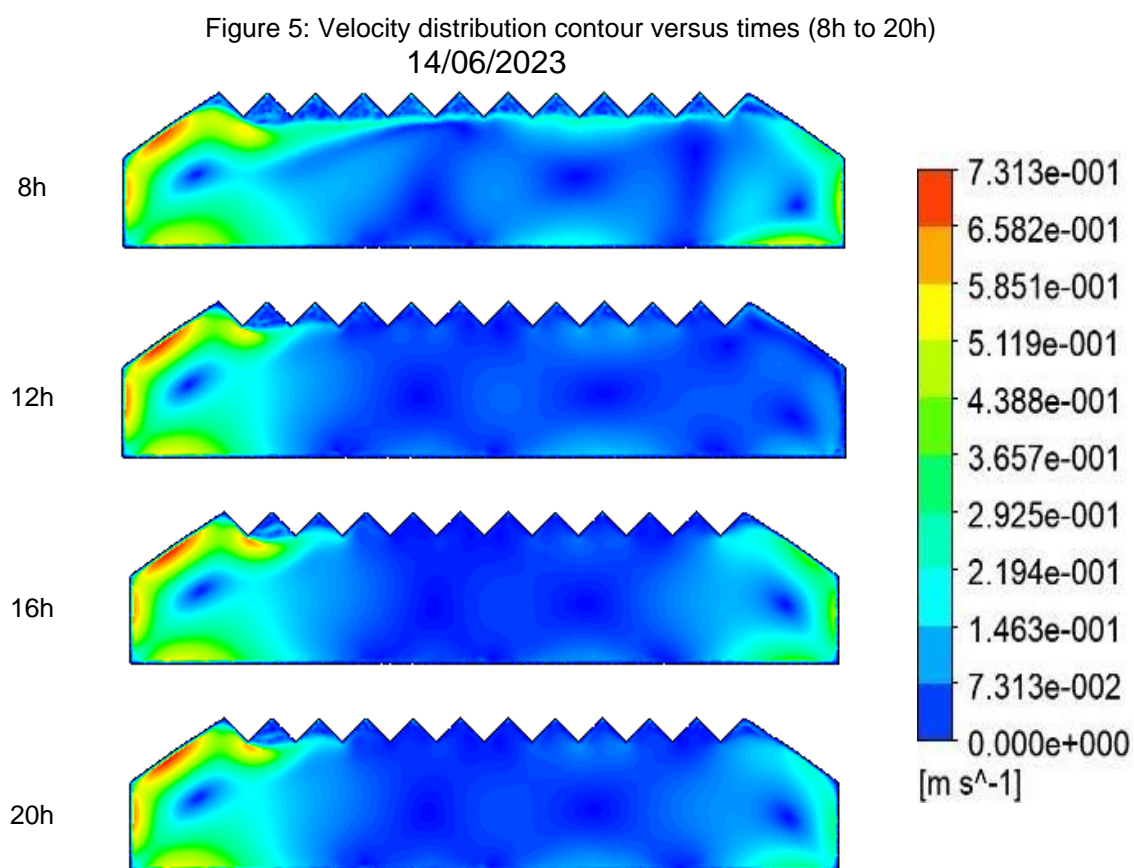 Figure 5: Velocity distribution contour versus times (8h to 20h)
14/06/2023
8h
12h
16h
20h
7.313e-001
6.582e-001
5.851e-001
5.119e-001
4.388e-001
3.657e-001
2.925e-001
2.194e-001
1.463e-001
7.313e-002
0.000e+000
[m s^-1]